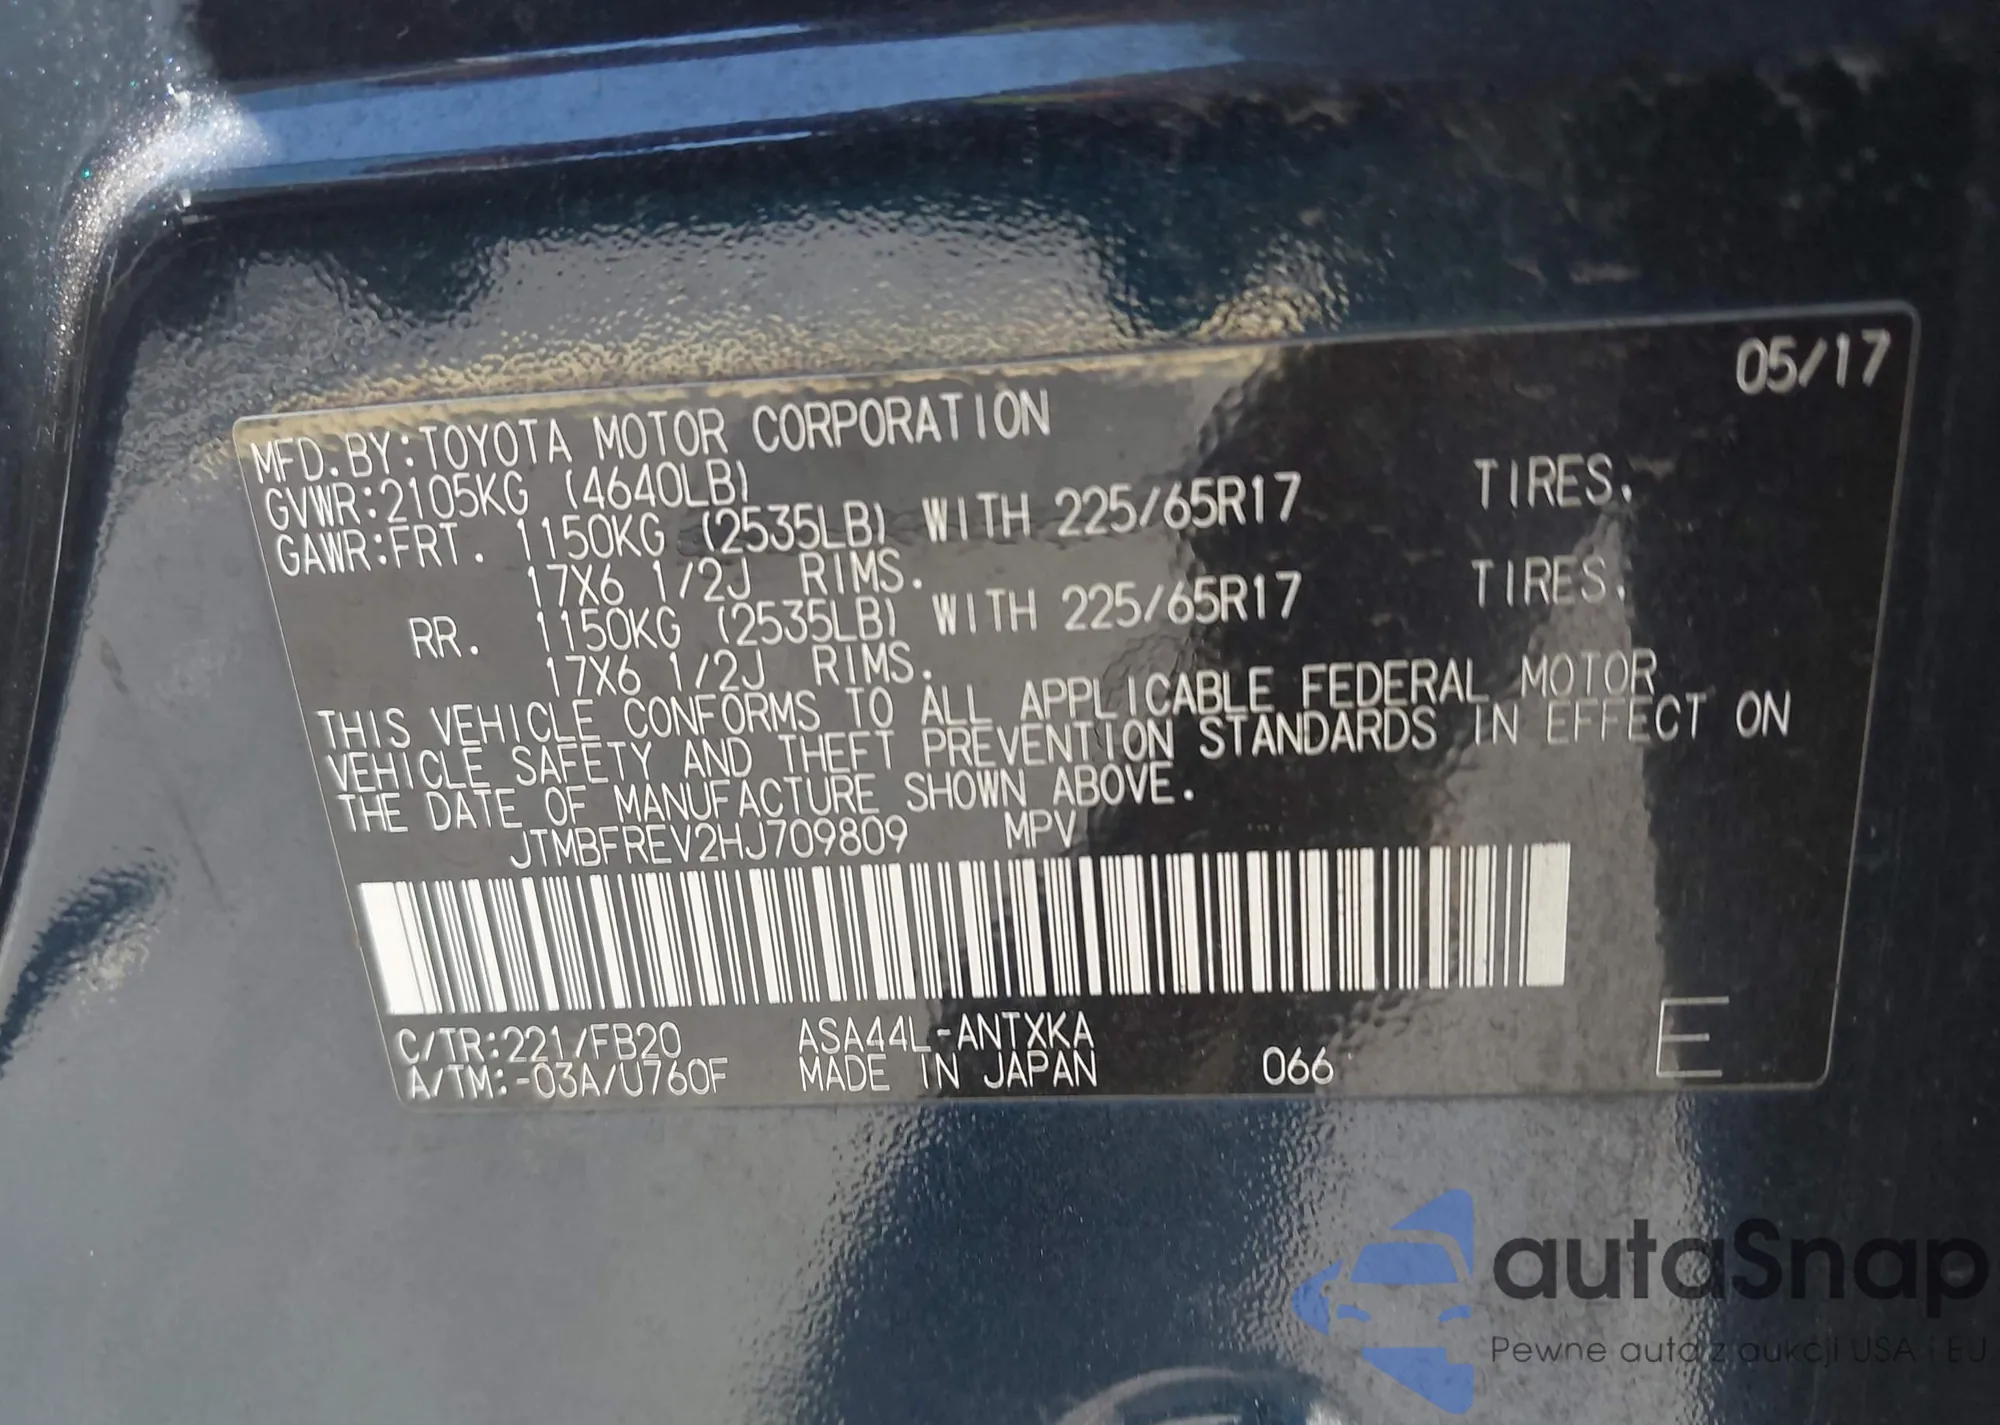 05/17
MFD.BY:TOYOTA MOTOR CORPORATION
GVWR:2105KG (4640LB)
GAWR:FRT. 1150KG (2535LB) WITH 225/65R17 TIRES,
17X6 1/2J RIMS.
RR. 1150KG (2535LB) WITH 225/65R17 TIRES,
17X6 1/2J RIMS.
THIS VEHICLE CONFORMS TO ALL APPLICABLE FEDERAL MOTOR
VEHICLE SAFETY AND THEFT PREVENTION STANDARDS IN EFFECT ON
THE DATE OF MANUFACTURE SHOWN ABOVE.
JTMBFREV2HJ709809 MPV
C/TR:221/FB20 ASA44L-ANTXKA
A/TM:-03A/U760F MADE IN JAPAN 066 E
autaSnap
Pewne auta z aukcji USA i EU